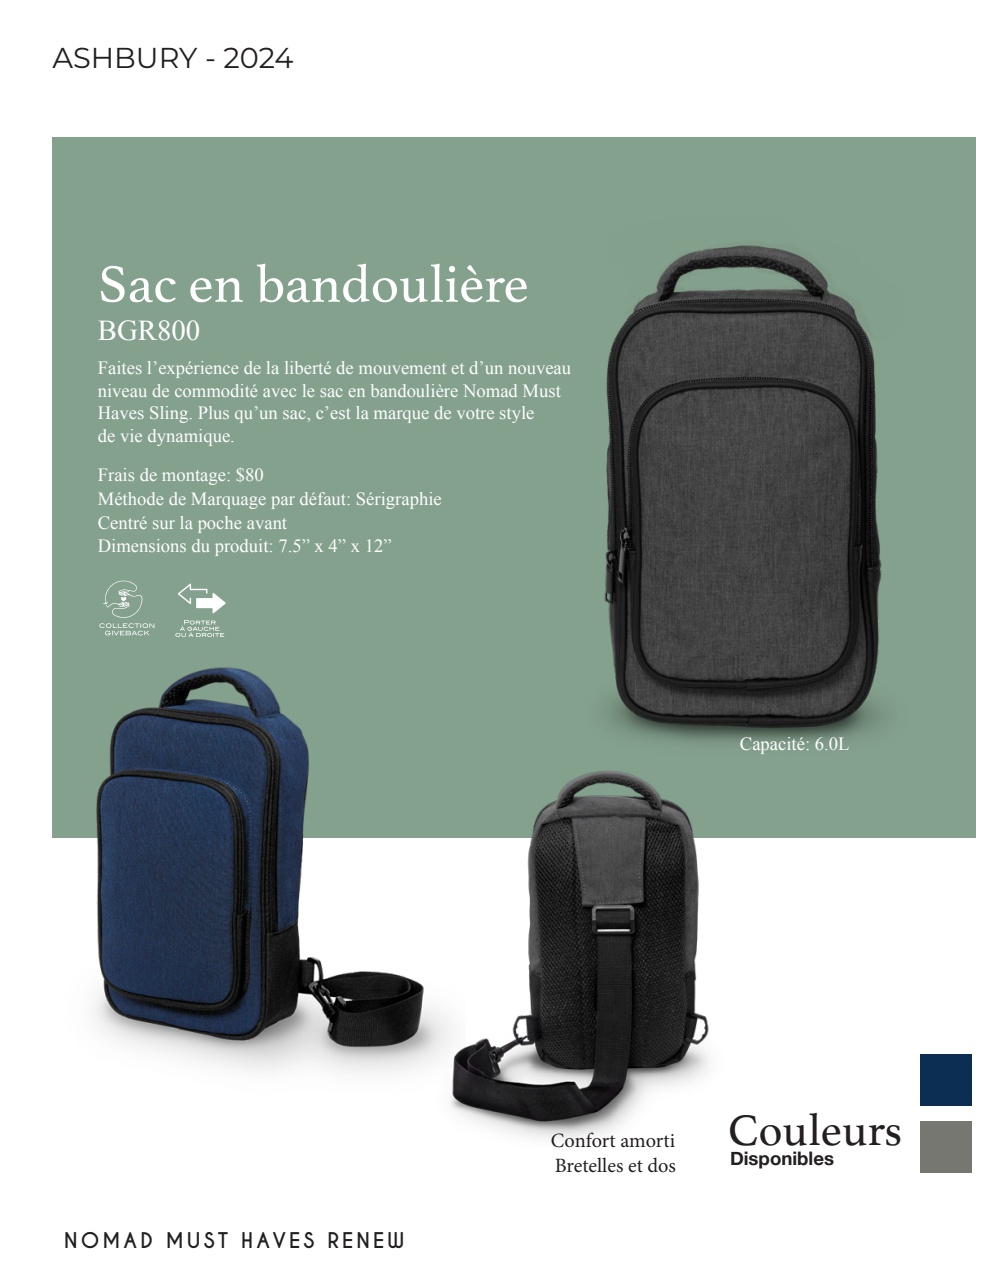 ASHBURY - 2024
Sac en bandoulière
BGR800
Faites l’expérience de la liberté de mouvement et d’un nouveau
niveau de commodité avec le sac en bandoulière Nomad Must
Haves Sling. Plus qu’un sac, c’est la marque de votre style
de vie dynamique.
Frais de montage: $80
Méthode de Marquage par défaut: Sérigraphie
Centré sur la poche avant
Dimensions du produit: 7.5” x 4” x 12”
COLLECTION
GIVEBACK
PORTER
À GAUCHE
OU À DROITE
Capacité: 6.0L
Confort amorti
Bretelles et dos
Couleurs
Disponibles
NOMAD MUST HAVES RENEW